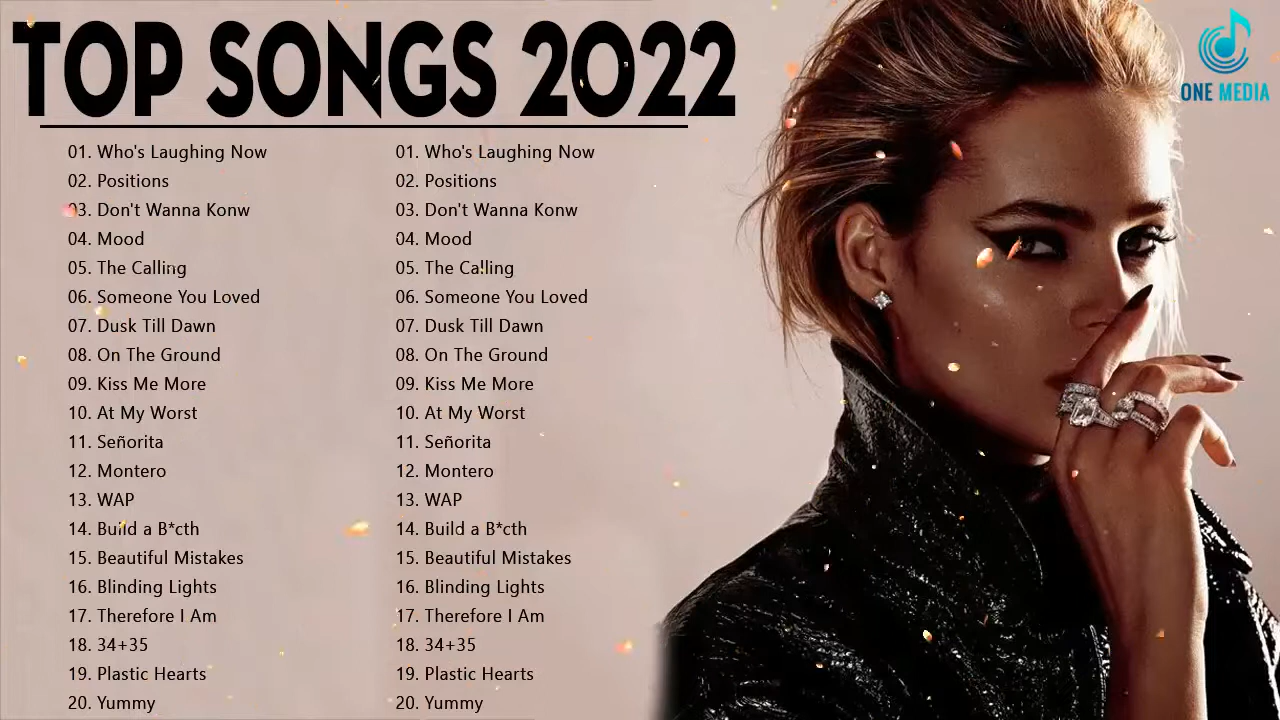 TOP SONGS 2022
ONE MEDIA
01. Who's Laughing Now
02. Positions
03. Don't Wanna Konw
04. Mood
05. The Calling
06. Someone You Loved
07. Dusk Till Dawn
08. On The Ground
09. Kiss Me More
10. At My Worst
11. Señorita
12. Montero
13. WAP
14. Build a B*cth
15. Beautiful Mistakes
16. Blinding Lights
17. Therefore I Am
18. 34+35
19. Plastic Hearts
20. Yummy
01. Who's Laughing Now
02. Positions
03. Don't Wanna Konw
04. Mood
05. The Calling
06. Someone You Loved
07. Dusk Till Dawn
08. On The Ground
09. Kiss Me More
10. At My Worst
11. Señorita
12. Montero
13. WAP
14. Build a B*cth
15. Beautiful Mistakes
16. Blinding Lights
17. Therefore I Am
18. 34+35
19. Plastic Hearts
20. Yummy